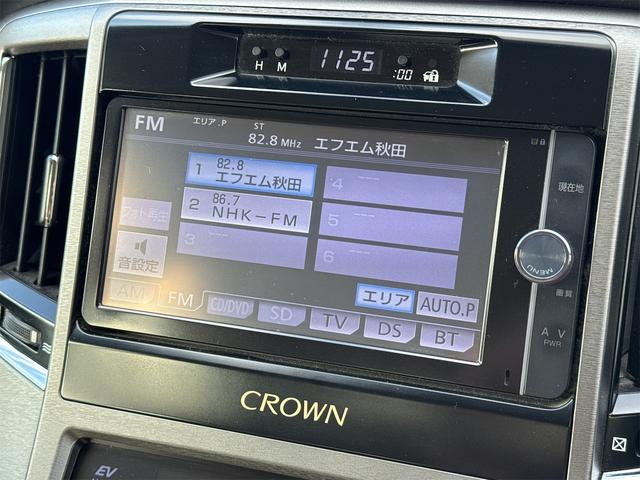 H M 1125 :00
FM エリア.P ST
82.8 MHz エフエム秋田
1 82.8 エフエム秋田
2 86.7 NHK-FM
3 ---
4 ---
5 ---
6 ---
フォト再生
音設定
エリア AUTO.P
AM FM CD/DVD SD TV DS BT
現在地
MENU
画質
A V
PWR
CROWN
EV